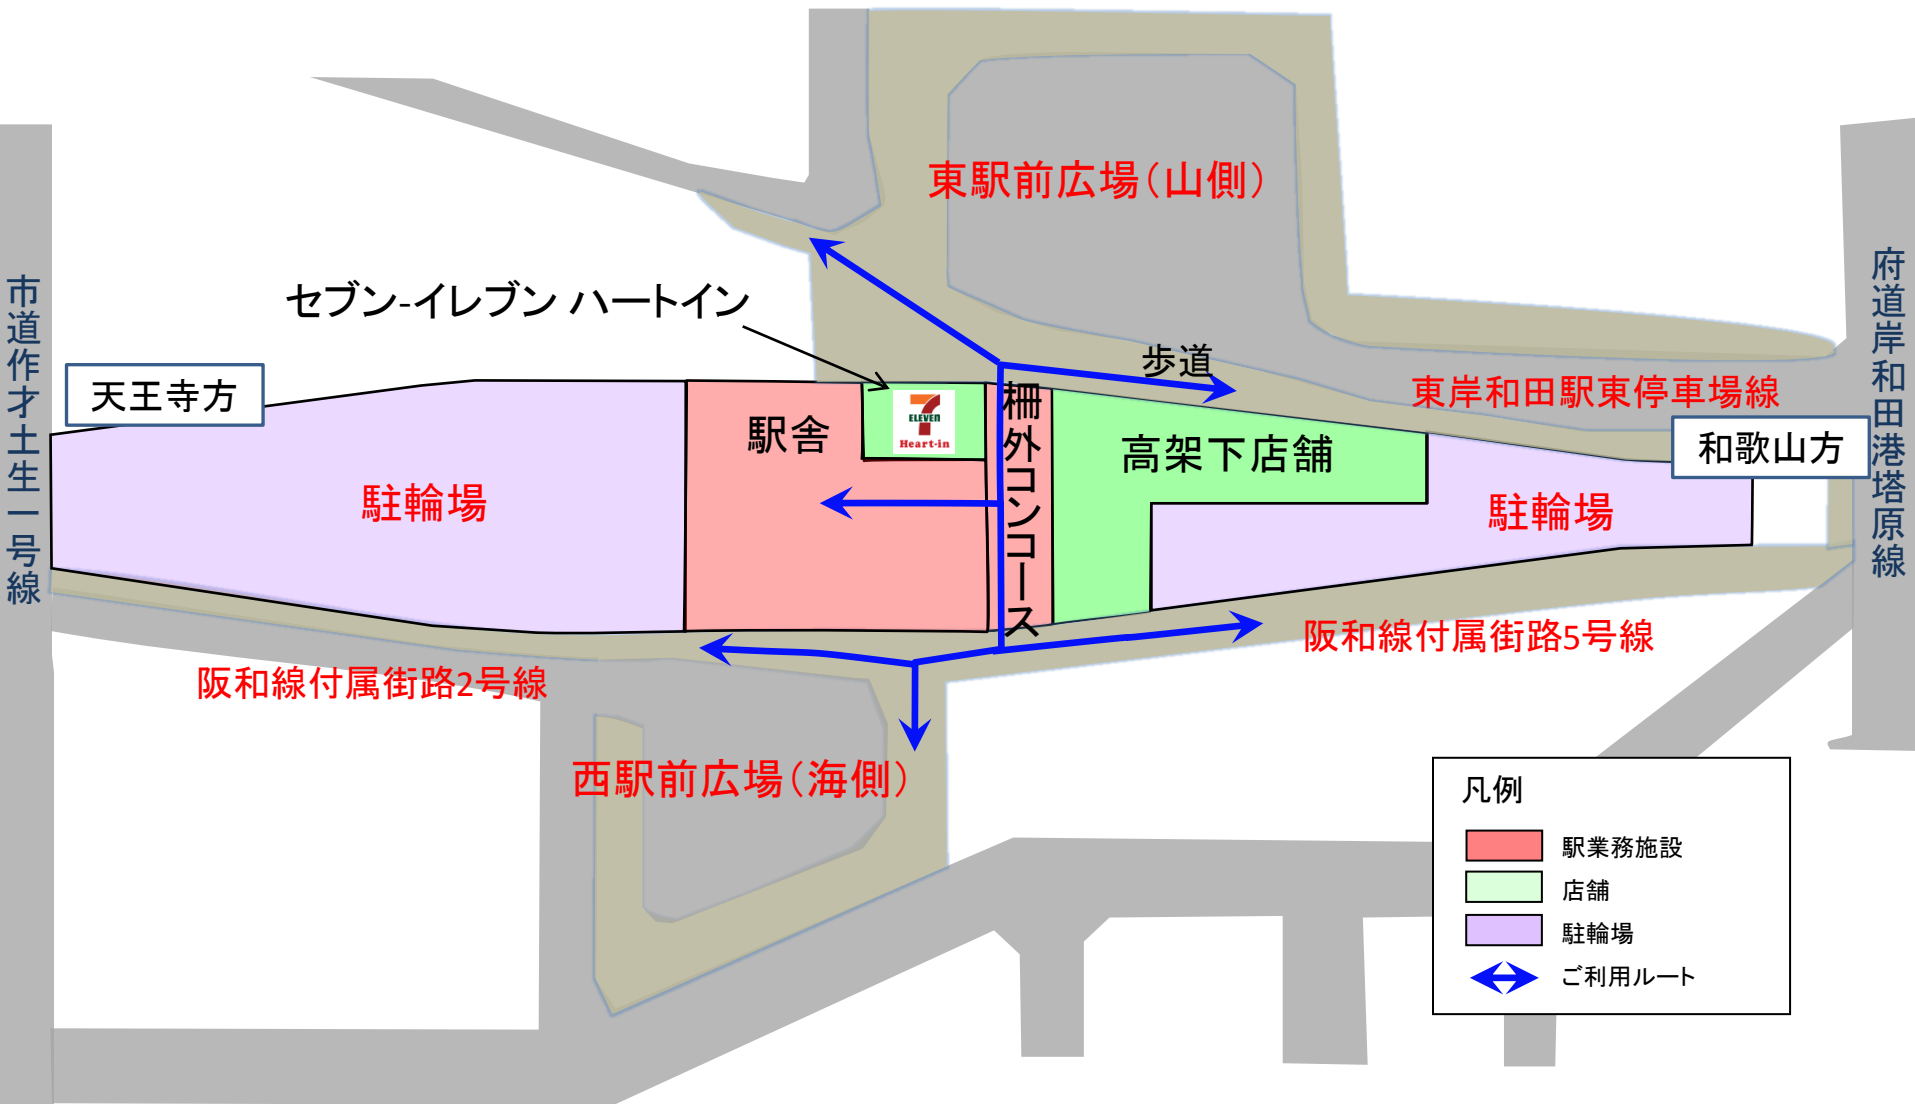 東駅前広場（山側）
セブン-イレブン ハートイン
市道作才土生一号線
府道岸和田港塔原線
歩道
天王寺方
東岸和田駅東停車場線
7
ELEVEN
Heart-in
駅舎
柵外コンコース
高架下店舗
和歌山方
駐輪場
駐輪場
阪和線付属街路5号線
阪和線付属街路2号線
西駅前広場（海側）
凡例
駅業務施設
店舗
駐輪場
ご利用ルート